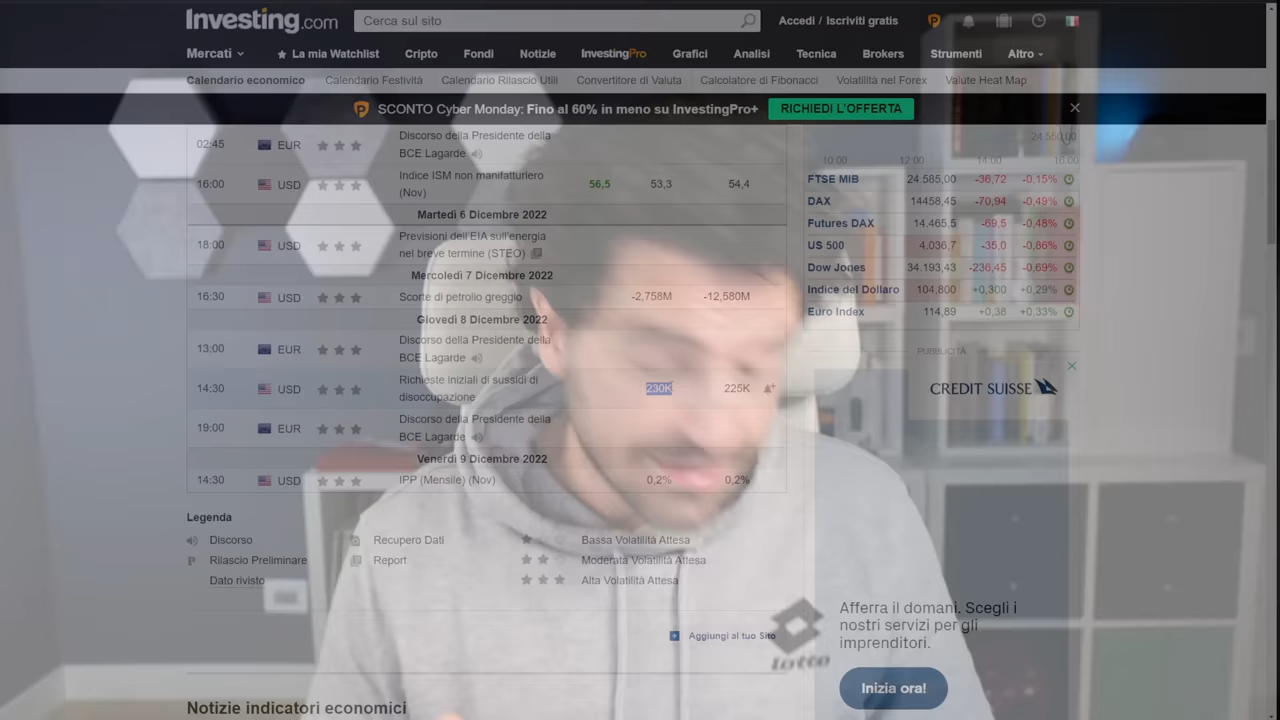 Investing.com
Cerca sul sito
Accedi / Iscriviti gratis
Mercati
La mia Watchlist
Cripto
Fondi
Notizie
InvestingPro
Grafici
Analisi
Tecnica
Brokers
Strumenti
Altro
Calendario economico
Calendario Festività
Calendario Rilascio Utili
Convertitore di Valuta
Calcolatore di Fibonacci
Volatilità nel Forex
Valute Heat Map
SCONTO Cyber Monday: Fino al 60% in meno su InvestingPro+
RICHIEDI L'OFFERTA
02:45 EUR Discorso della Presidente della
BCE Lagarde
16:00 USD Indice ISM non manifatturiero
(Nov) 56,5 53,3 54,4
Martedì 6 Dicembre 2022
18:00 USD Previsioni dell'EIA sull'energia
nel breve termine (STEO)
Mercoledì 7 Dicembre 2022
16:30 USD Scorte di petrolio greggio -2,758M -12,580M
Giovedì 8 Dicembre 2022
13:00 EUR Discorso della Presidente della
BCE Lagarde
14:30 USD Richieste iniziali di sussidi di
disoccupazione 230K 225K
19:00 EUR Discorso della Presidente della
BCE Lagarde
Venerdì 9 Dicembre 2022
14:30 USD IPP (Mensile) (Nov) 0,2% 0,2%
24.550,00
10:00 12:00 14:00 16:00
FTSE MIB 24.585,00 -36,72 -0,15%
DAX 14458,45 -70,94 -0,49%
Futures DAX 14.465,5 -69,5 -0,48%
US 500 4.036,7 -35,0 -0,86%
Dow Jones 34.193,43 -236,45 -0,69%
Indice del Dollaro 104,800 +0,300 +0,29%
Euro Index 114,89 +0,38 +0,33%
PUBBLICITÀ
CREDIT SUISSE
Legenda
Discorso
Recupero Dati
Bassa Volatilità Attesa
Rilascio Preliminare
Report
Moderata Volatilità Attesa
Dato rivisto
Alta Volatilità Attesa
Aggiungi al tuo Sito
lotto
Afferra il domani. Scegli i
nostri servizi per gli
imprenditori.
Inizia ora!
Notizie indicatori economici